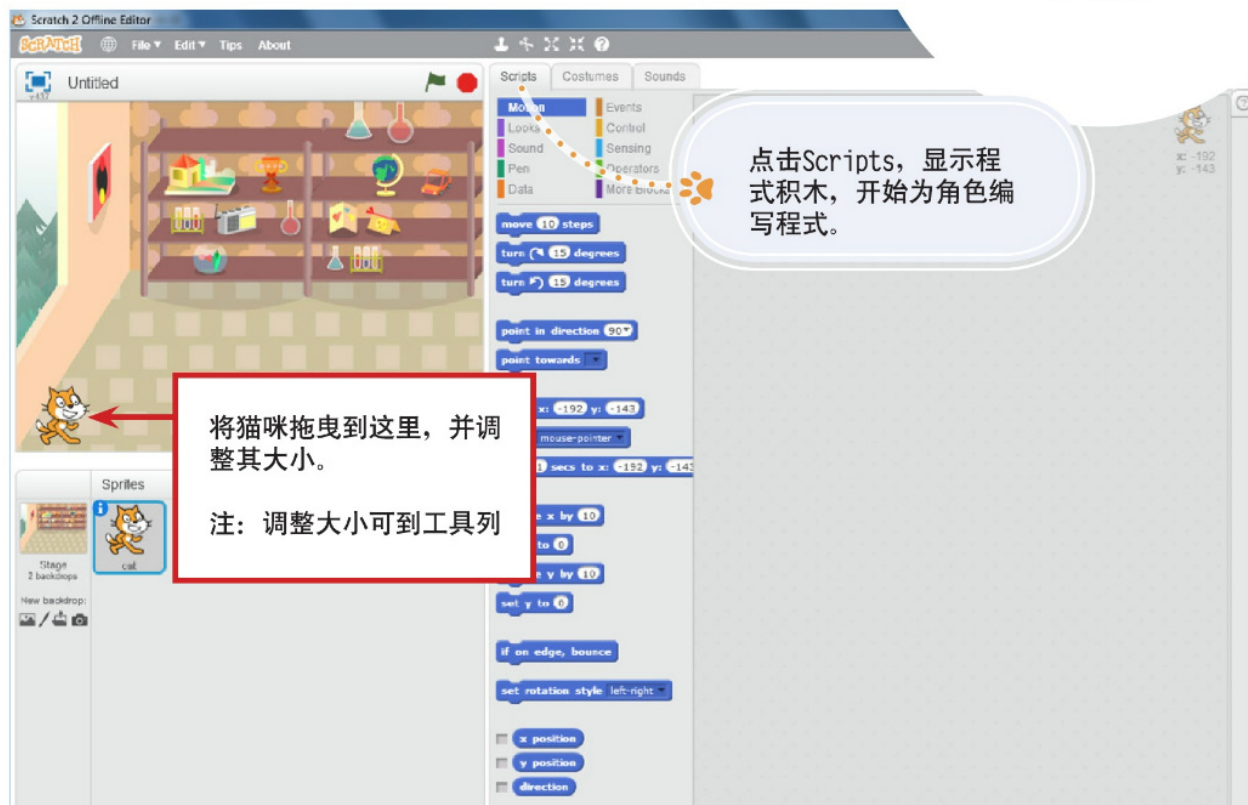 Scratch 2 Offline Editor
SCRATCH File Edit Tips About
Untitled
v437
Scripts Costumes Sounds
Motion Events
Looks Control
Sound Sensing
Pen Operators
Data More Blocks
x: -192
y: -143
点击Scripts，显示程
式积木，开始为角色编
写程式。
move 10 steps
turn 15 degrees
turn 15 degrees
point in direction 90
point towards
x: -192 y: -143
mouse-pointer
secs to x: -192 y: -143
x by 10
to 0
y by 10
set y to 0
if on edge, bounce
set rotation style left-right
x position
y position
direction
将猫咪拖曳到这里，并调
整其大小。
注：调整大小可到工具列
Sprites
Stage
2 backdrops
cat
New backdrop: